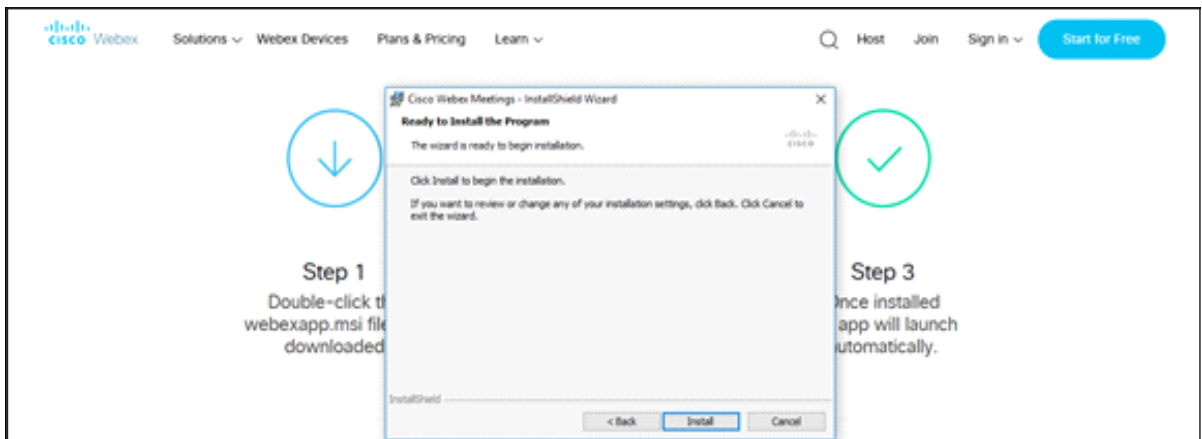 cisco Webex Solutions Webex Devices Plans & Pricing Learn Host Join Sign in Start for Free
Cisco Webex Meetings - InstallShield Wizard
Ready to Install the Program
The wizard is ready to begin installation.
cisco
Click Install to begin the installation.
If you want to review or change any of your installation settings, click Back. Click Cancel to
exit the wizard.
Step 1
Double-click
webexapp.msi
downloaded
Step 3
installed
app will launch
InstallShield
< Back Install Cancel